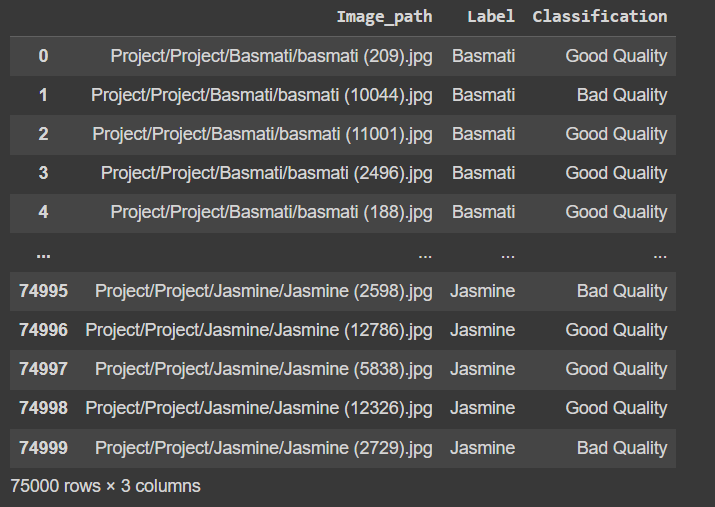 Image_path Label Classification
0 Project/Project/Basmati/basmati (209).jpg Basmati Good Quality
1 Project/Project/Basmati/basmati (10044).jpg Basmati Bad Quality
2 Project/Project/Basmati/basmati (11001).jpg Basmati Good Quality
3 Project/Project/Basmati/basmati (2496).jpg Basmati Good Quality
4 Project/Project/Basmati/basmati (188).jpg Basmati Good Quality
... ... ... ...
74995 Project/Project/Jasmine/Jasmine (2598).jpg Jasmine Bad Quality
74996 Project/Project/Jasmine/Jasmine (12786).jpg Jasmine Good Quality
74997 Project/Project/Jasmine/Jasmine (5838).jpg Jasmine Good Quality
74998 Project/Project/Jasmine/Jasmine (12326).jpg Jasmine Good Quality
74999 Project/Project/Jasmine/Jasmine (2729).jpg Jasmine Bad Quality
75000 rows × 3 columns